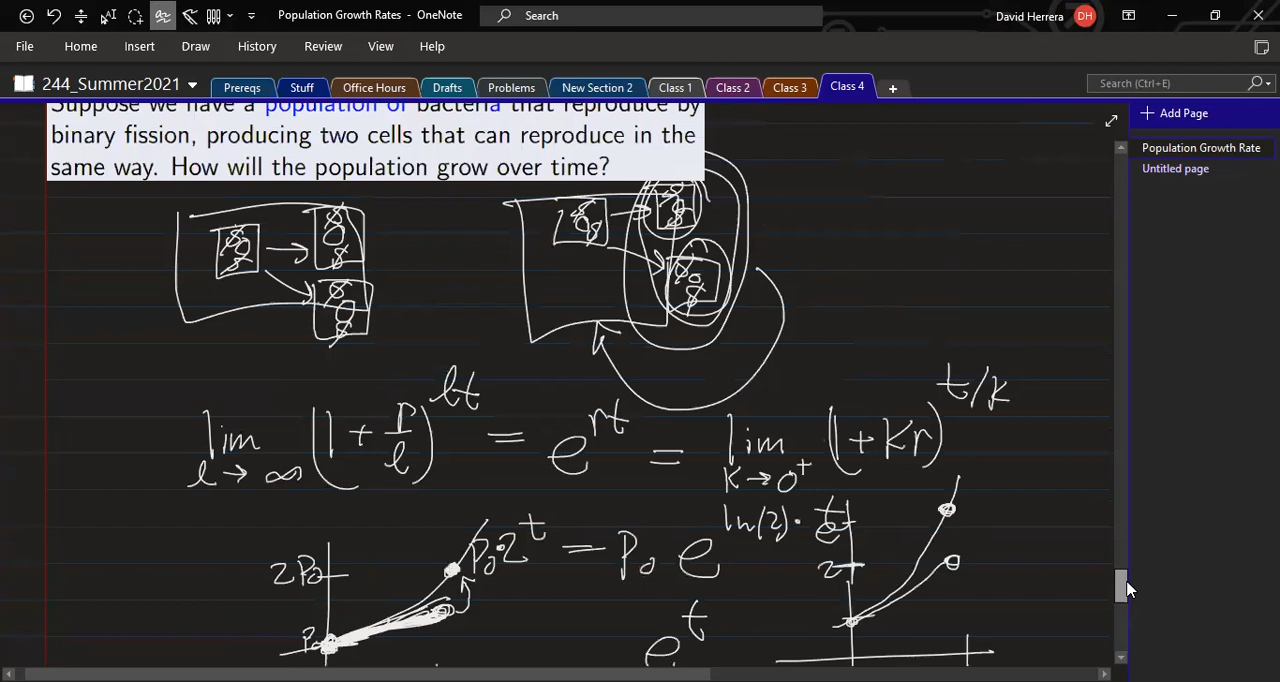 Population Growth Rates - OneNote
Search
David Herrera DH
File Home Insert Draw History Review View Help
244_Summer2021
Prereqs Stuff Office Hours Drafts Problems New Section 2 Class 1 Class 2 Class 3 Class 4
Search (Ctrl+E)
Add Page
Population Growth Rate
Untitled page
Suppose we have a population of bacteria that reproduce by
binary fission, producing two cells that can reproduce in the
same way. How will the population grow over time?
lim l→∞ (1 + r/l)^lt = e^rt = lim k→0+ (1 + kr)^t/k
P₀·2^t = P₀ e^ln(2)·t
2P₀
P₀
e
2
e^t